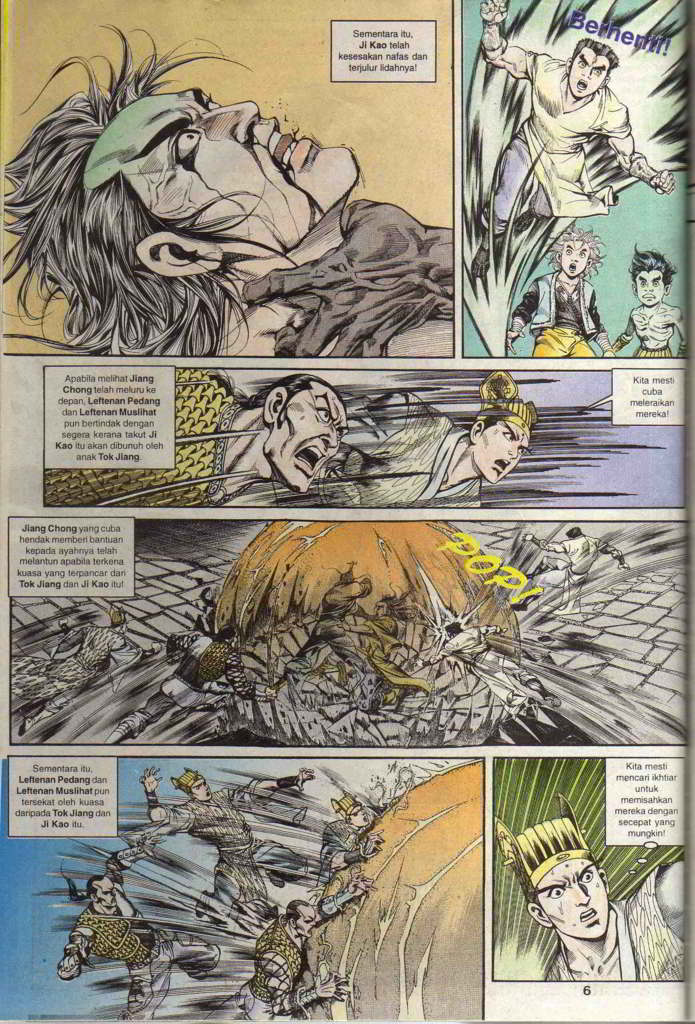 Sementara itu,
Ji Kao telah
kesesakan nafas dan
terjulur lidahnya!
Berhenti!
Apabila melihat Jiang
Chong telah meluru ke
depan, Leftenan Pedang
dan Leftenan Muslihat
pun bertindak dengan
segera kerana takut Ji
Kao itu akan dibunuh oleh
anak Tok Jiang.
Kita mesti
cuba
meleraikan
mereka!
Jiang Chong yang cuba
hendak memberi bantuan
kepada ayahnya telah
melantun apabila terkena
kuasa yang terpancar dari
Tok Jiang dan Ji Kao itu!
POP!
Sementara itu,
Leftenan Pedang dan
Leftenan Muslihat pun
tersekat oleh kuasa
daripada Tok Jiang dan
Ji Kao itu.
Kita mesti
mencari ikhtiar
untuk
memisahkan
mereka dengan
secepat yang
mungkin!
6